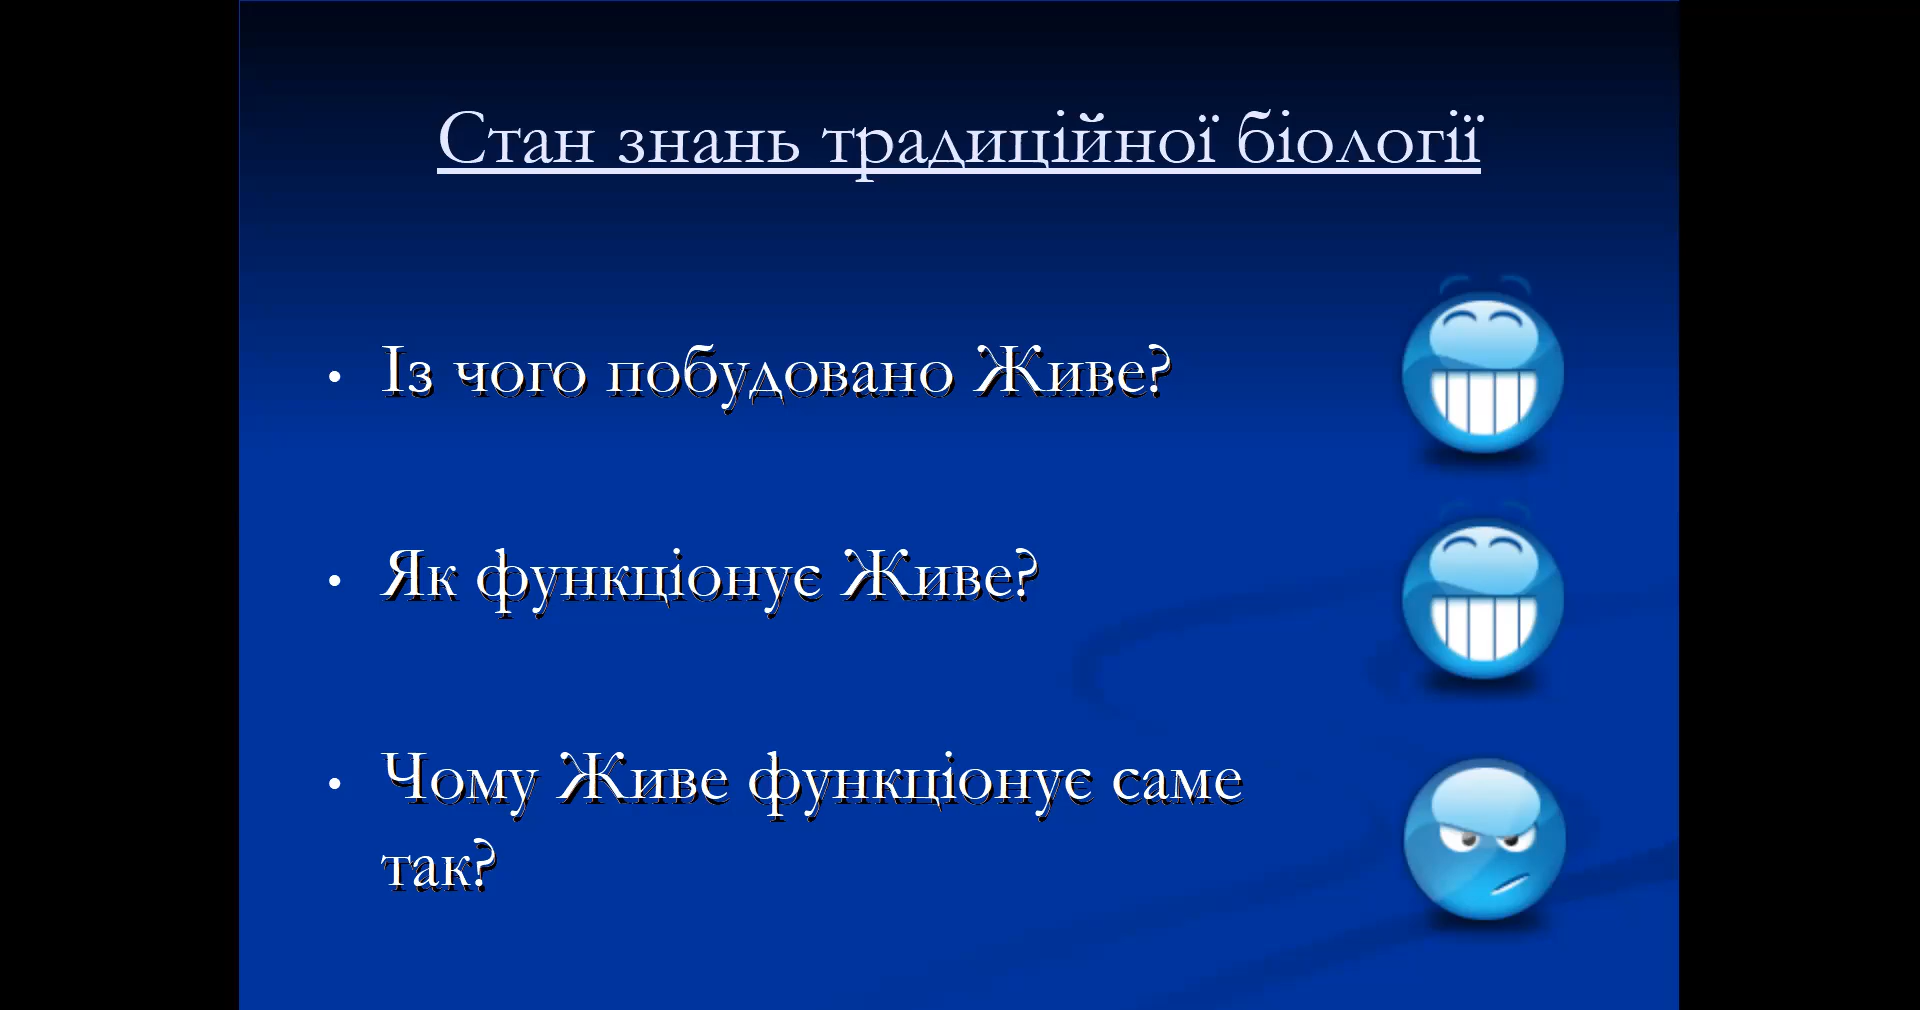 Стан знань традиційної біології
• Із чого побудовано Живе?
• Як функціонує Живе?
• Чому Живе функціонує саме
так?